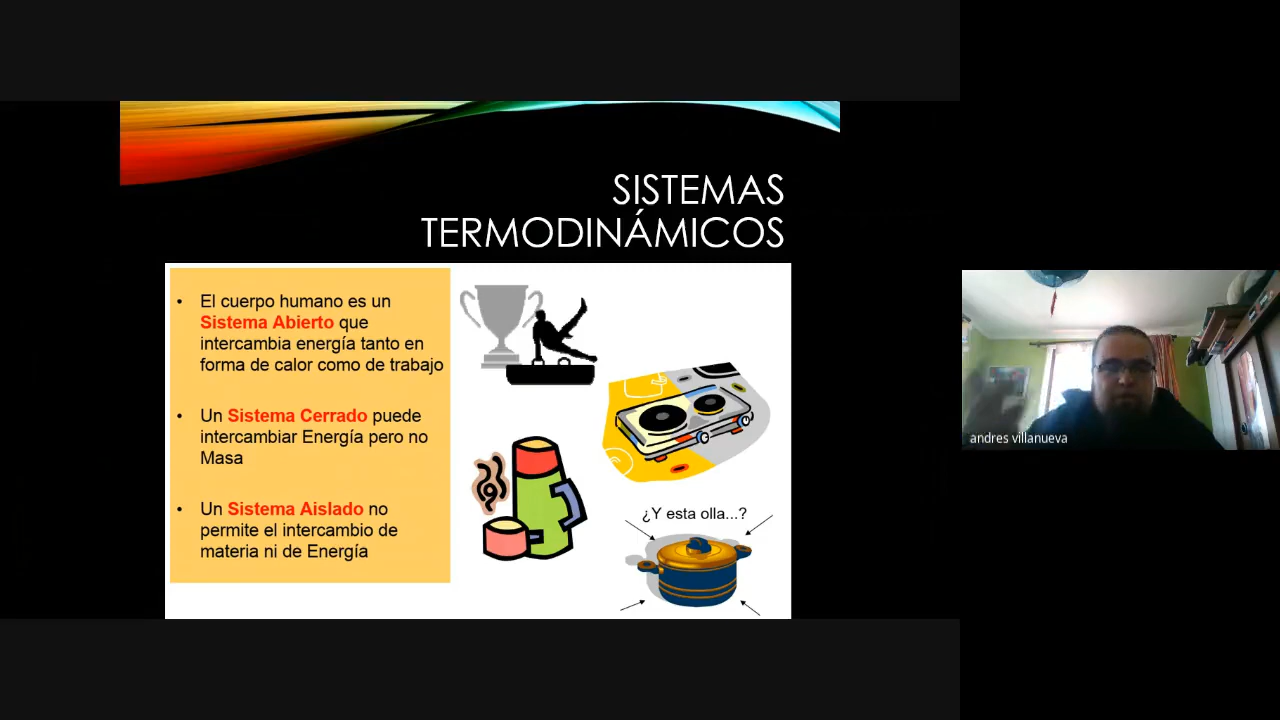 SISTEMAS
TERMODINÁMICOS
• El cuerpo humano es un
Sistema Abierto que
intercambia energía tanto en
forma de calor como de trabajo
• Un Sistema Cerrado puede
intercambiar Energía pero no
Masa
• Un Sistema Aislado no
permite el intercambio de
materia ni de Energía
¿Y esta olla...?
andres villanueva